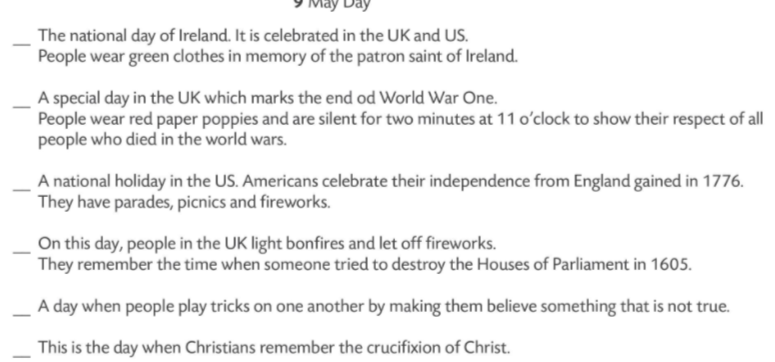 9 May Day
__ The national day of Ireland. It is celebrated in the UK and US.
People wear green clothes in memory of the patron saint of Ireland.
__ A special day in the UK which marks the end od World War One.
People wear red paper poppies and are silent for two minutes at 11 o'clock to show their respect of all
people who died in the world wars.
__ A national holiday in the US. Americans celebrate their independence from England gained in 1776.
They have parades, picnics and fireworks.
__ On this day, people in the UK light bonfires and let off fireworks.
They remember the time when someone tried to destroy the Houses of Parliament in 1605.
__ A day when people play tricks on one another by making them believe something that is not true.
__ This is the day when Christians remember the crucifixion of Christ.